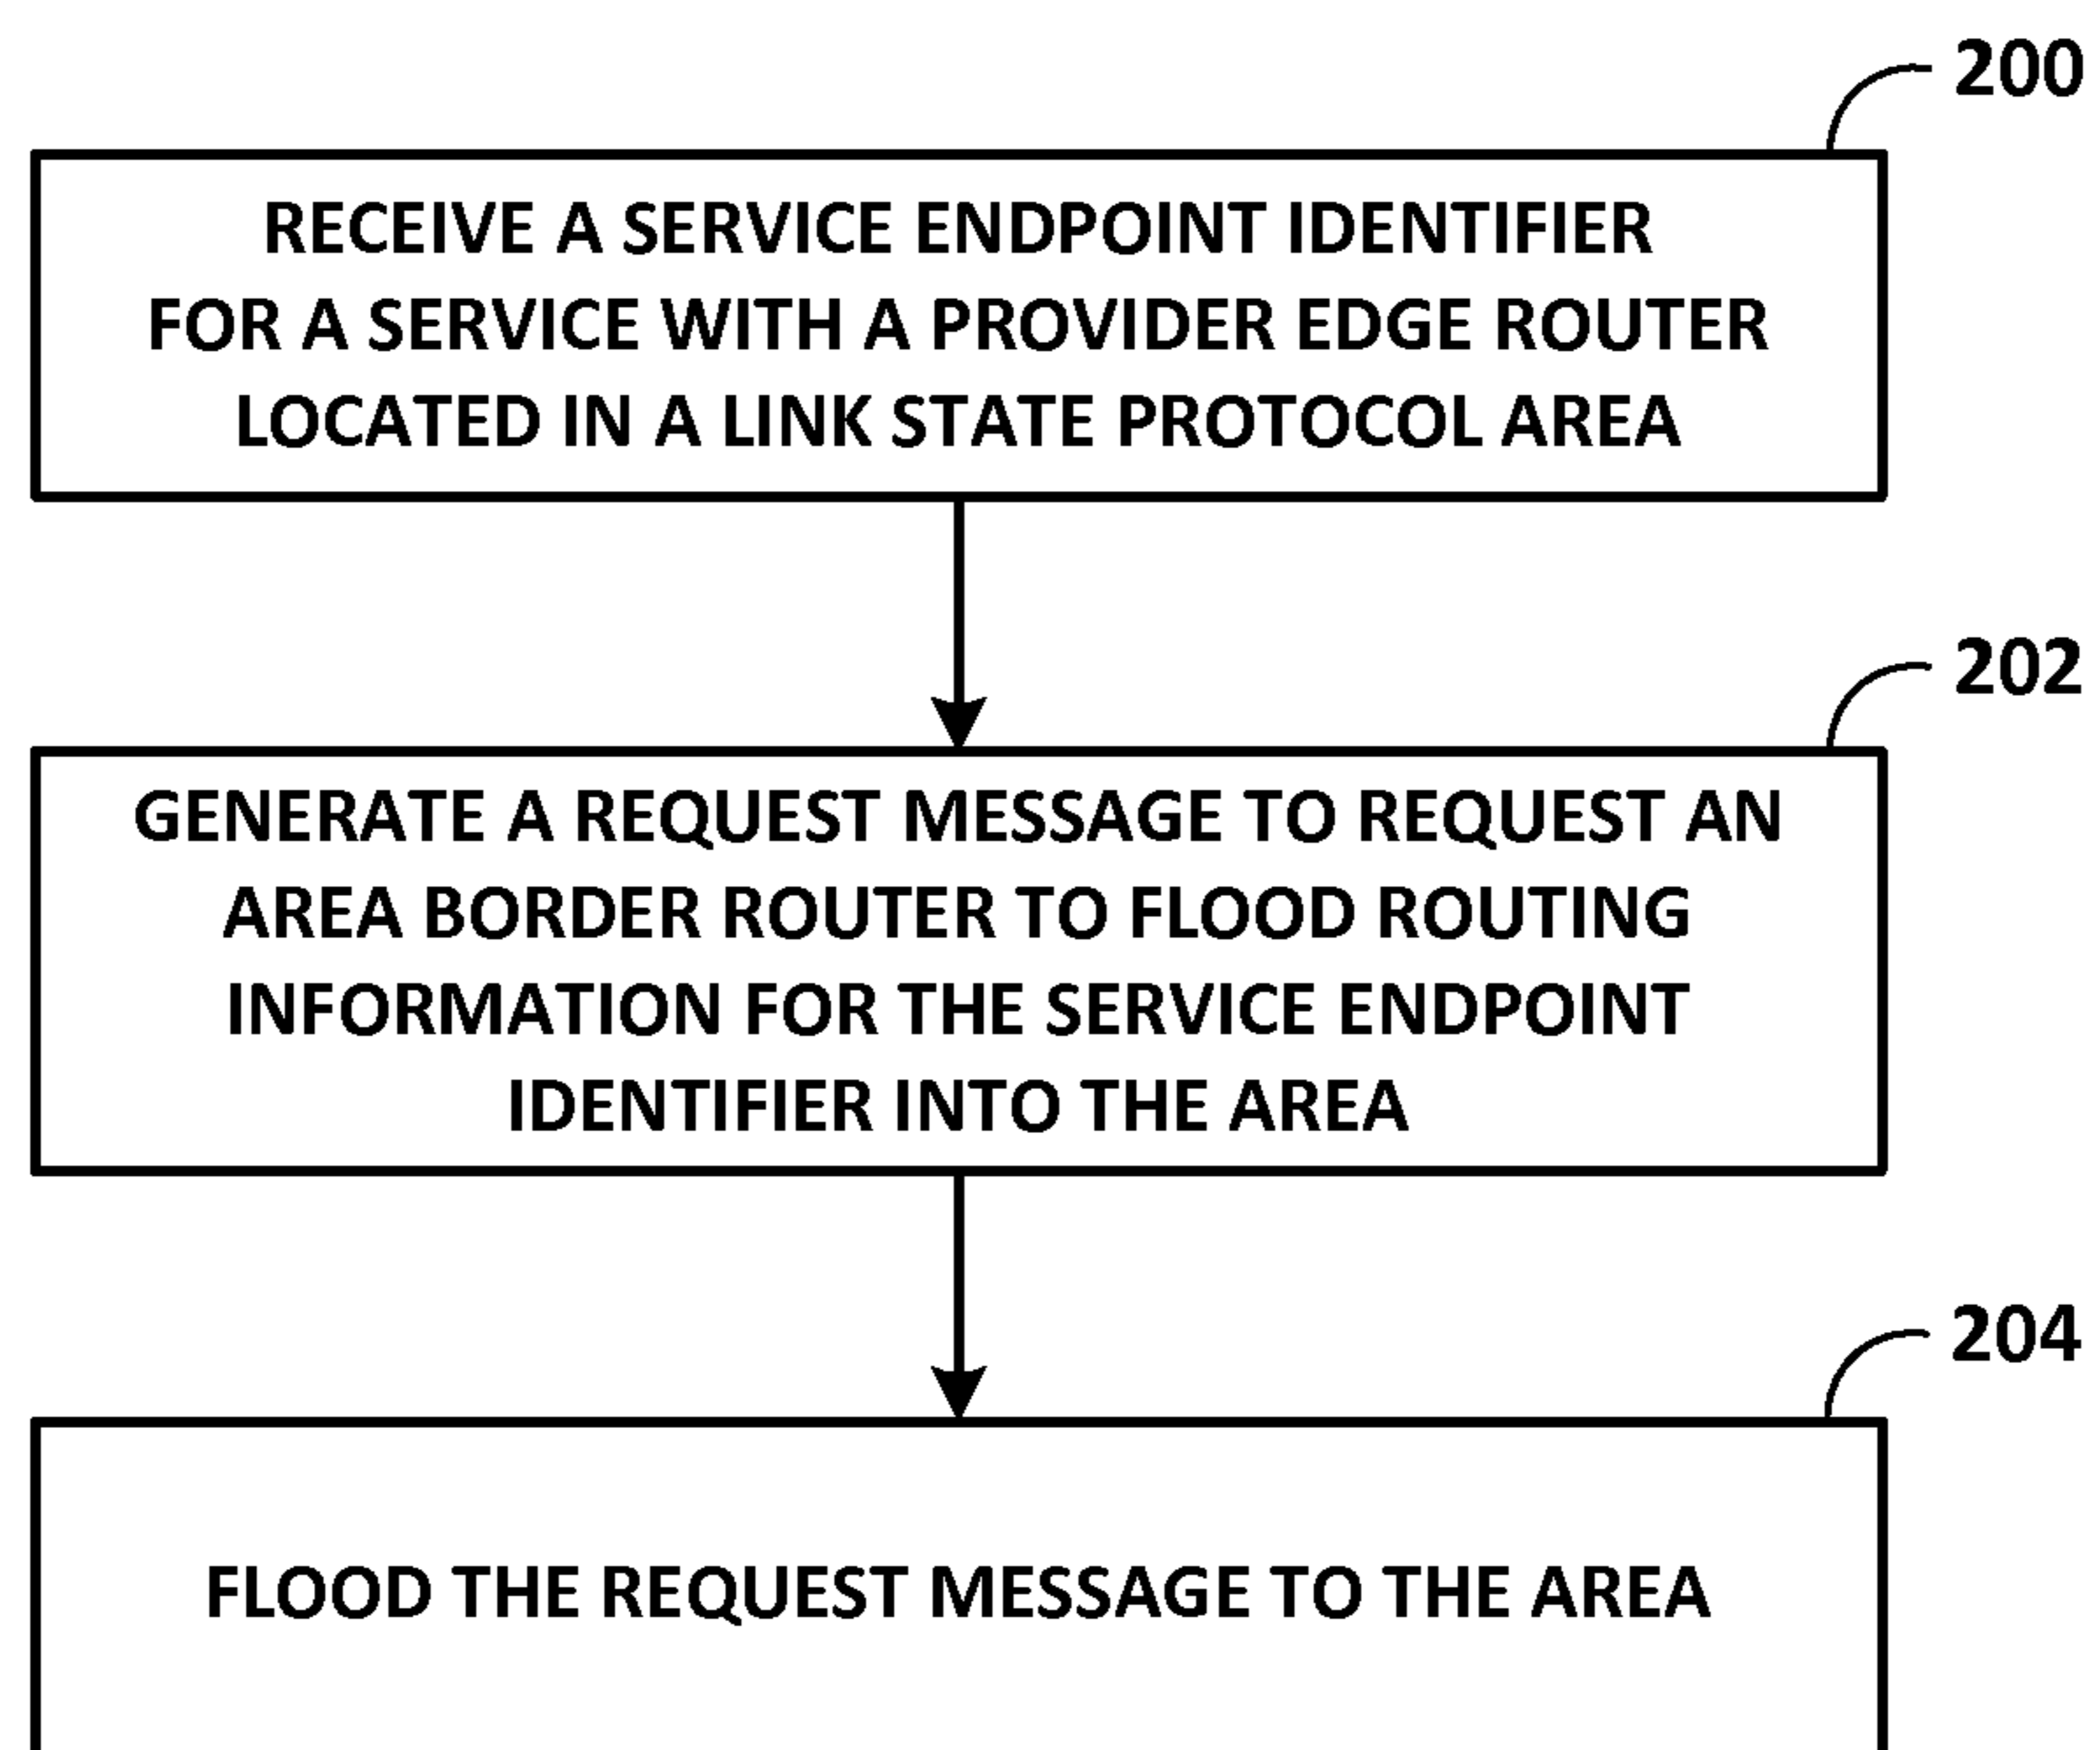 200
RECEIVE A SERVICE ENDPOINT IDENTIFIER
FOR A SERVICE WITH A PROVIDER EDGE ROUTER
LOCATED IN A LINK STATE PROTOCOL AREA
202
GENERATE A REQUEST MESSAGE TO REQUEST AN
AREA BORDER ROUTER TO FLOOD ROUTING
INFORMATION FOR THE SERVICE ENDPOINT
IDENTIFIER INTO THE AREA
204
FLOOD THE REQUEST MESSAGE TO THE AREA